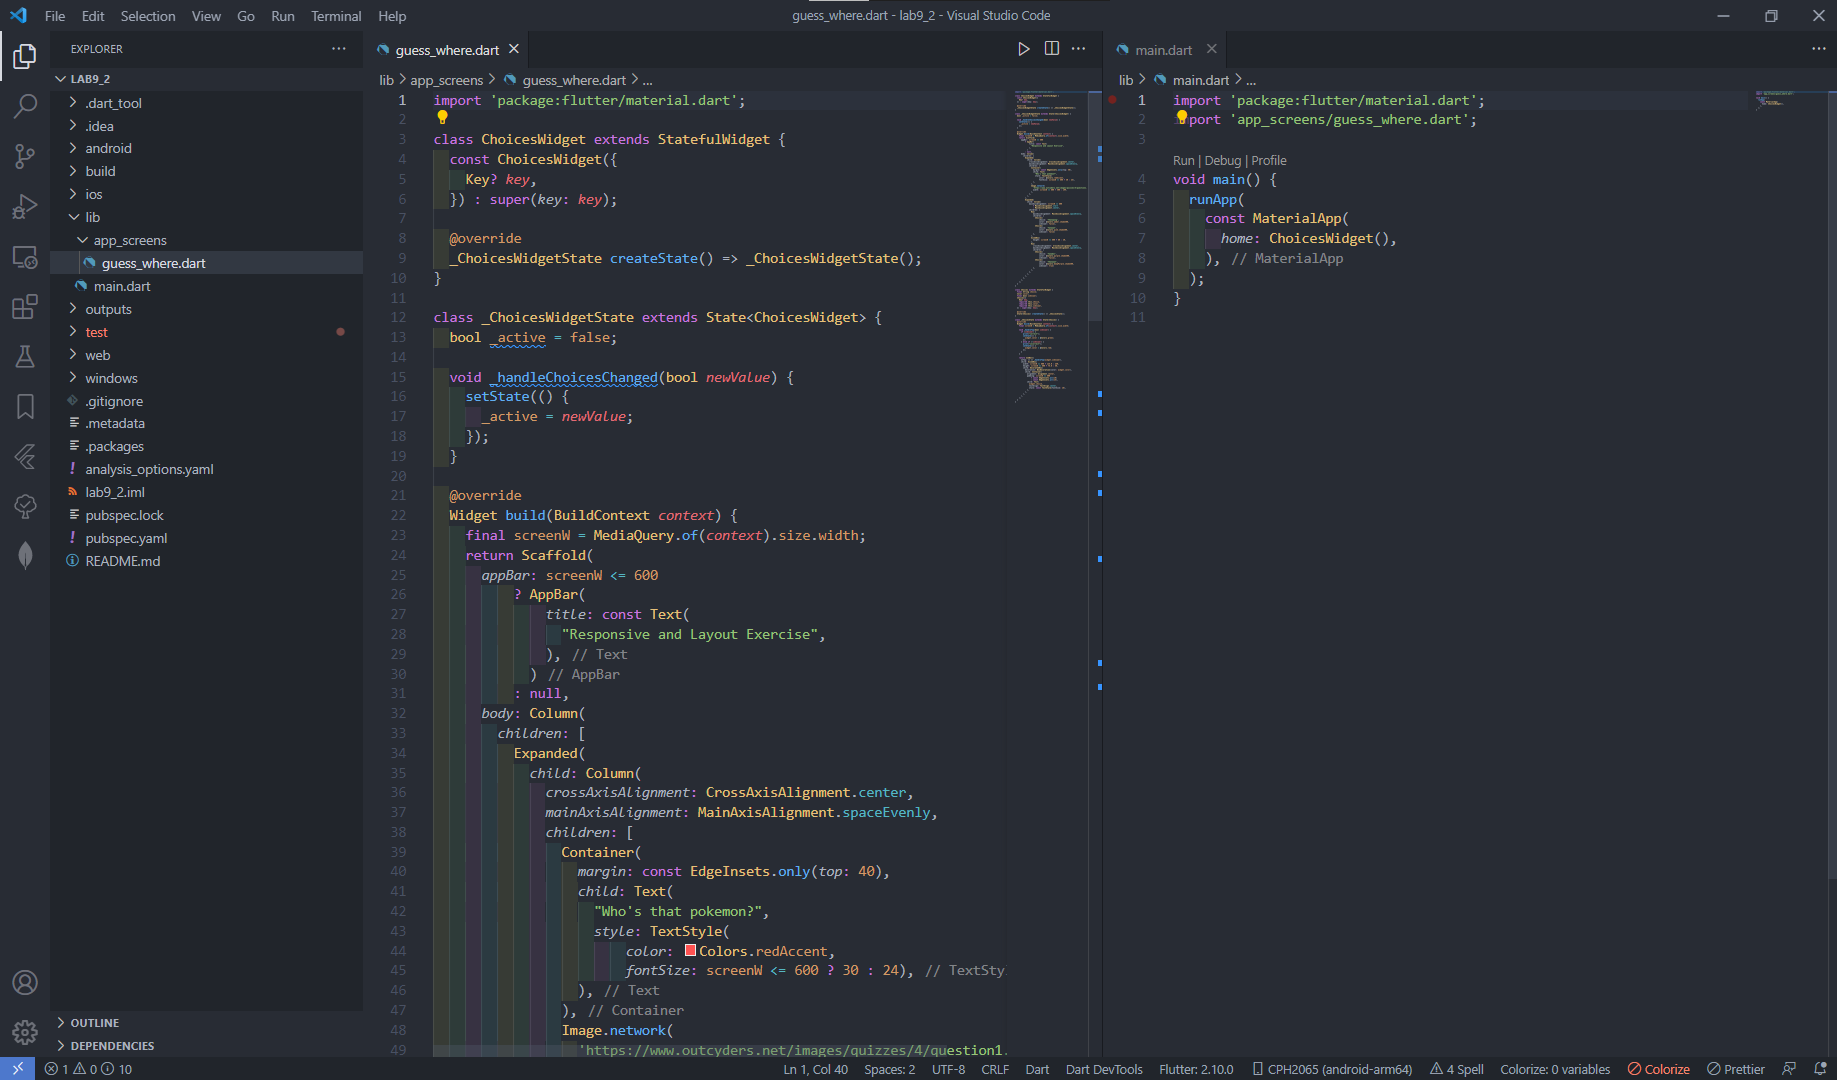 File Edit Selection View Go Run Terminal Help
guess_where.dart - lab9_2 - Visual Studio Code
EXPLORER
LAB9_2
.dart_tool
.idea
android
build
ios
lib
app_screens
guess_where.dart
main.dart
outputs
test
web
windows
.gitignore
.metadata
.packages
analysis_options.yaml
lab9_2.iml
pubspec.lock
pubspec.yaml
README.md
OUTLINE
DEPENDENCIES
guess_where.dart
lib > app_screens > guess_where.dart > ...
1 import 'package:flutter/material.dart';
2
3 class ChoicesWidget extends StatefulWidget {
4 const ChoicesWidget({
5 Key? key,
6 }) : super(key: key);
7
8 @override
9 _ChoicesWidgetState createState() => _ChoicesWidgetState();
10 }
11
12 class _ChoicesWidgetState extends State<ChoicesWidget> {
13 bool _active = false;
14
15 void _handleChoicesChanged(bool newValue) {
16 setState(() {
17 _active = newValue;
18 });
19 }
20
21 @override
22 Widget build(BuildContext context) {
23 final screenW = MediaQuery.of(context).size.width;
24 return Scaffold(
25 appBar: screenW <= 600
26 ? AppBar(
27 title: const Text(
28 "Responsive and Layout Exercise",
29 ), // Text
30 ) // AppBar
31 : null,
32 body: Column(
33 children: [
34 Expanded(
35 child: Column(
36 crossAxisAlignment: CrossAxisAlignment.center,
37 mainAxisAlignment: MainAxisAlignment.spaceEvenly,
38 children: [
39 Container(
40 margin: const EdgeInsets.only(top: 40),
41 child: Text(
42 "Who's that pokemon?",
43 style: TextStyle(
44 color: Colors.redAccent,
45 fontSize: screenW <= 600 ? 30 : 24), // TextSty
46 ), // Text
47 ), // Container
48 Image.network(
49 'https://www.outcyders.net/images/quizzes/4/question1.
main.dart
lib > main.dart > ...
1 import 'package:flutter/material.dart';
2 port 'app_screens/guess_where.dart';
3
Run | Debug | Profile
4 void main() {
5 runApp(
6 const MaterialApp(
7 home: ChoicesWidget(),
8 ), // MaterialApp
9 );
10 }
11
1 0 10
Ln 1, Col 40 Spaces: 2 UTF-8 CRLF Dart Dart DevTools Flutter: 2.10.0 CPH2065 (android-arm64) 4 Spell Colorize: 0 variables Colorize Prettier